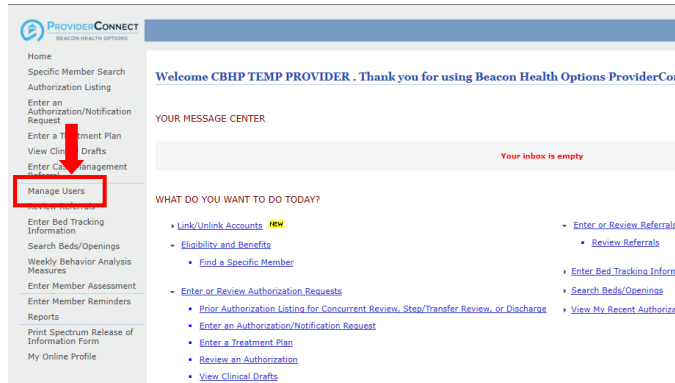 PROVIDERCONNECT
BEACON HEALTH OPTIONS
Home
Specific Member Search
Authorization Listing
Enter an
Authorization/Notification
Request
Enter a Treatment Plan
View Clinical Drafts
Enter Case Management
Referral
Manage Users
Review Referrals
Enter Bed Tracking
Information
Search Beds/Openings
Weekly Behavior Analysis
Measures
Enter Member Assessment
Enter Member Reminders
Reports
Print Spectrum Release of
Information Form
My Online Profile
Welcome CBHP TEMP PROVIDER . Thank you for using Beacon Health Options ProviderCo
YOUR MESSAGE CENTER
Your inbox is empty
WHAT DO YOU WANT TO DO TODAY?
Link/Unlink Accounts NEW
Eligibility and Benefits
Find a Specific Member
Enter or Review Authorization Requests
Prior Authorization Listing for Concurrent Review, Step/Transfer Review, or Discharge
Enter an Authorization/Notification Request
Enter a Treatment Plan
Review an Authorization
View Clinical Drafts
Enter or Review Referrals
Review Referrals
Enter Bed Tracking Inform
Search Beds/Openings
View My Recent Authoriza